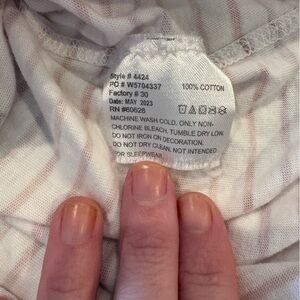 Style # 4424
PO # W5704337
Factory # 30
Date: MAY 2023
RN #60626
100% COTTON
MACHINE WASH COLD, ONLY NON-
CHLORINE BLEACH, TUMBLE DRY LOW.
DO NOT IRON ON DECORATION.
DO NOT DRY CLEAN, NOT INTENDED
FOR SLEEPWEAR